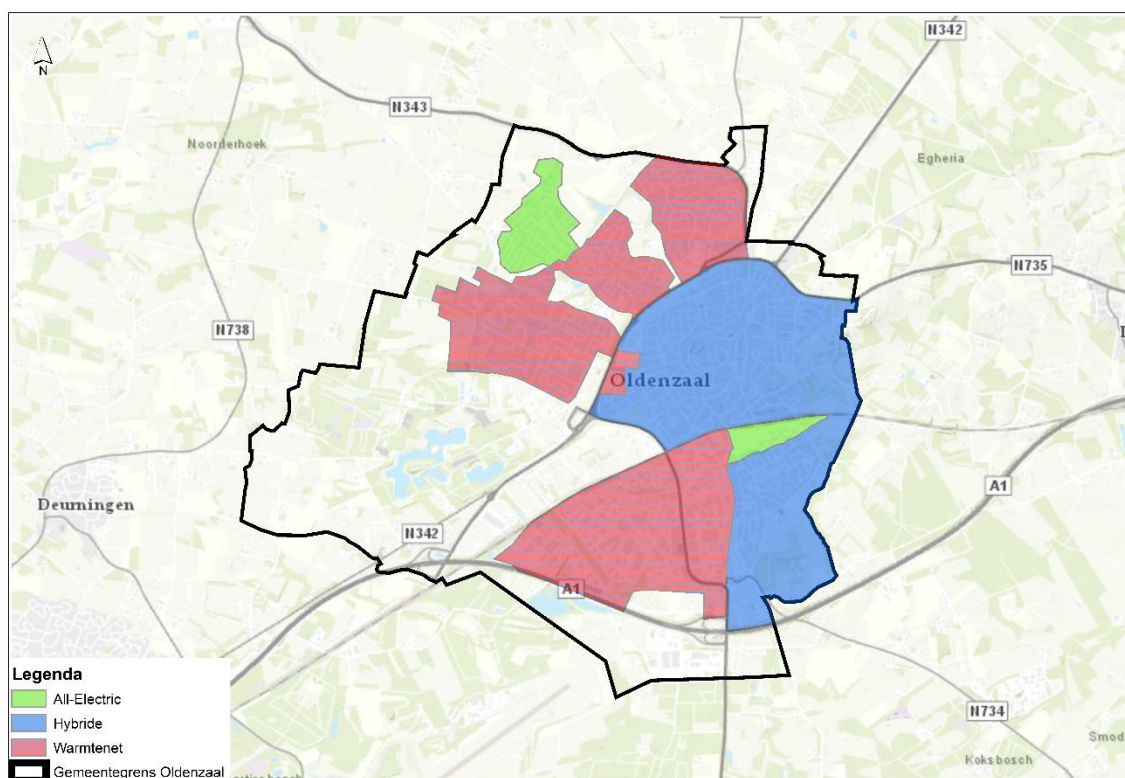 N342
N343
N
Noorderhoek
Egheria
N735
N738
Oldenzaal
A1
Deurningen
N342
A1
Legenda
All-Electric
Hybride
Warmtenet
Gemeentegrens Oldenzaal
N734
Koksbosch